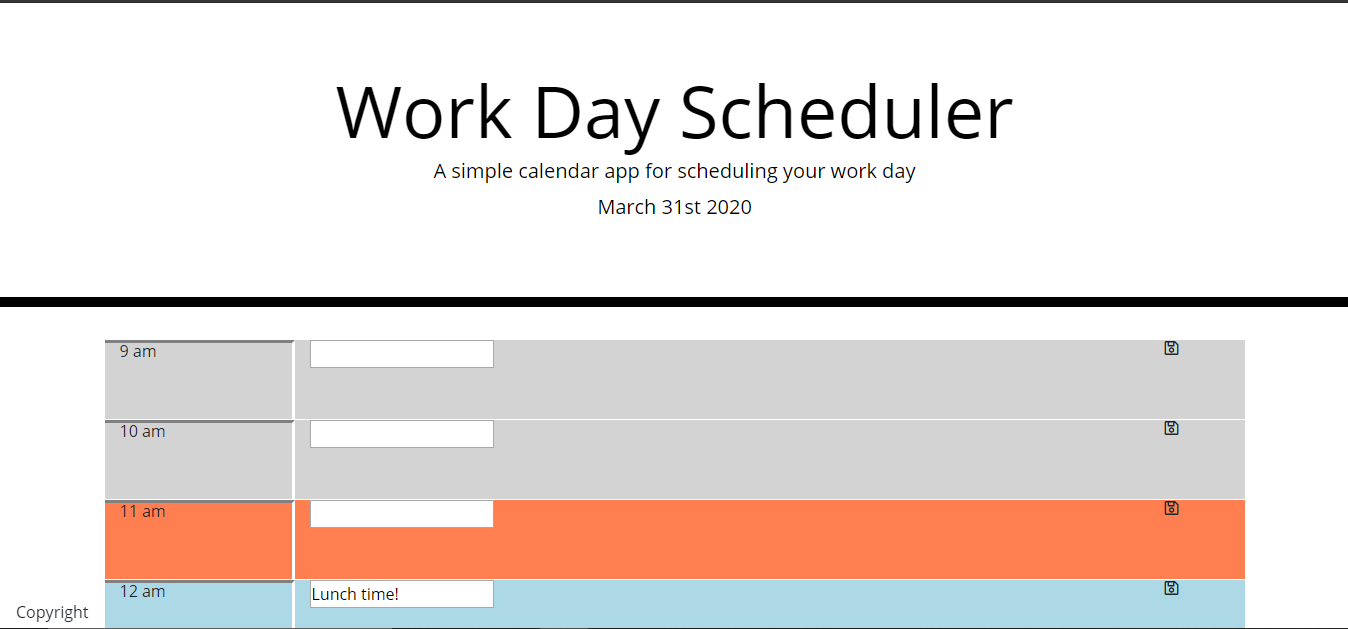 Work Day Scheduler
A simple calendar app for scheduling your work day
March 31st 2020
9 am
10 am
11 am
12 am
Lunch time!
Copyright